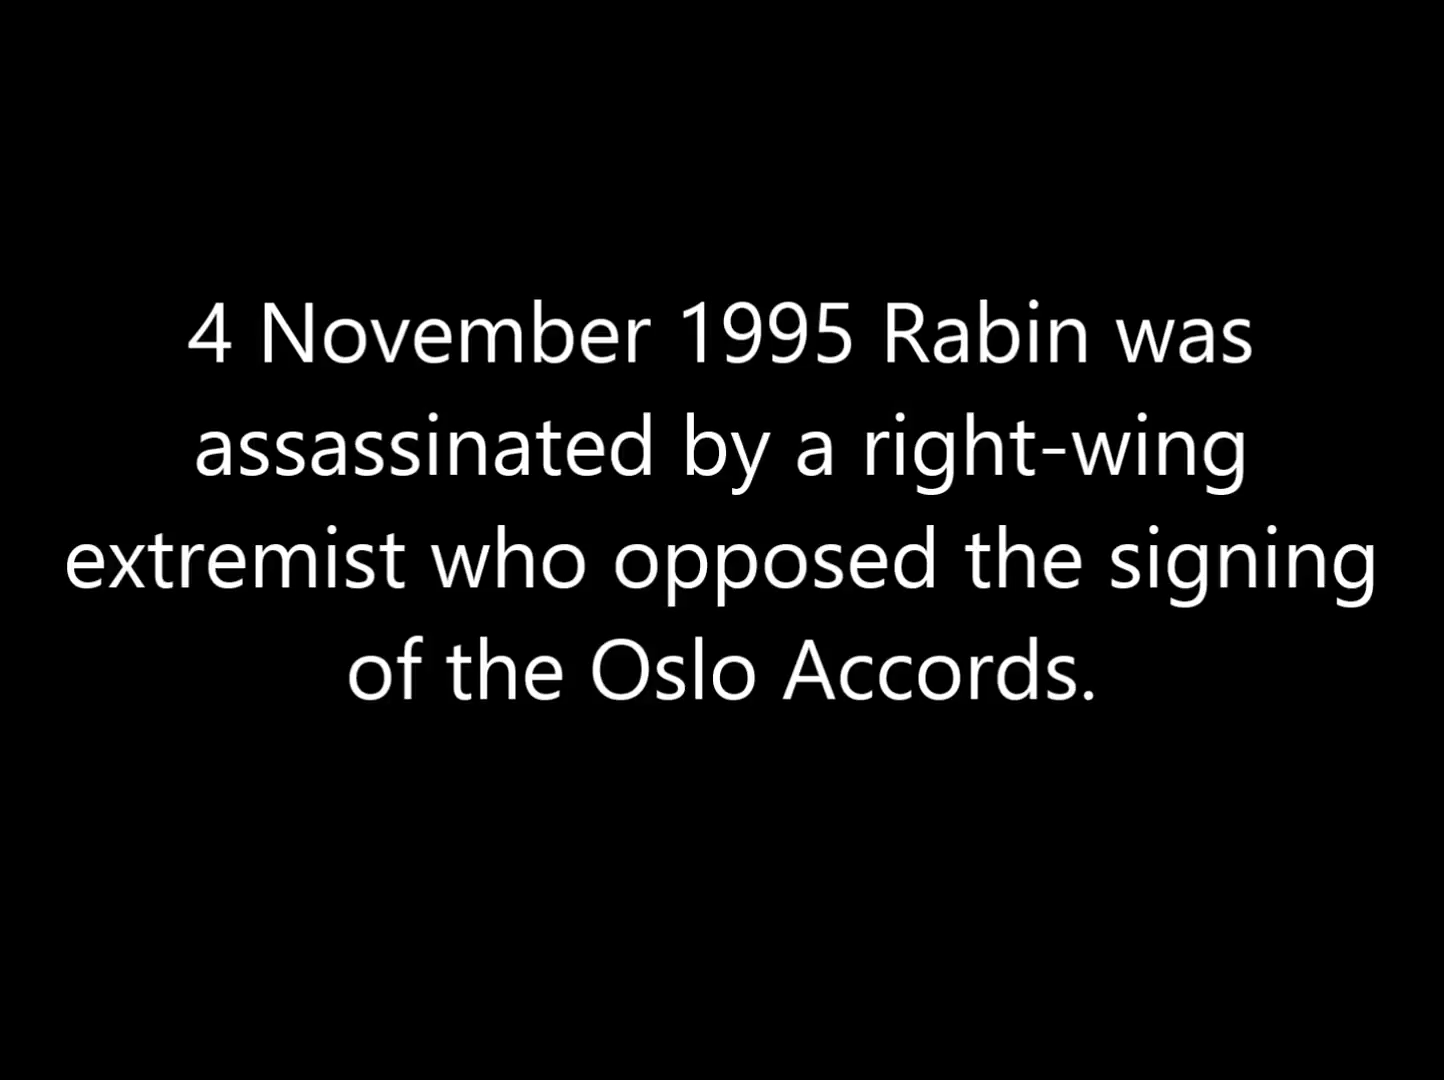 4 November 1995 Rabin was
assassinated by a right-wing
extremist who opposed the signing
of the Oslo Accords.